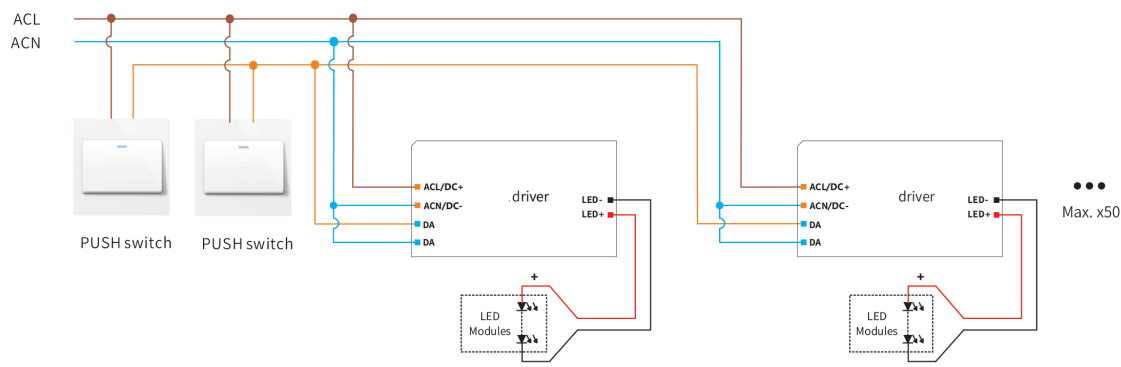 ACL
ACN
PUSH switch
PUSH switch
ACL/DC+
ACN/DC-
DA
DA
.driver
LED-
LED+
+
LED
Modules
ACL/DC+
ACN/DC-
DA
DA
driver
LED-
LED+
+
LED
Modules
Max. x50